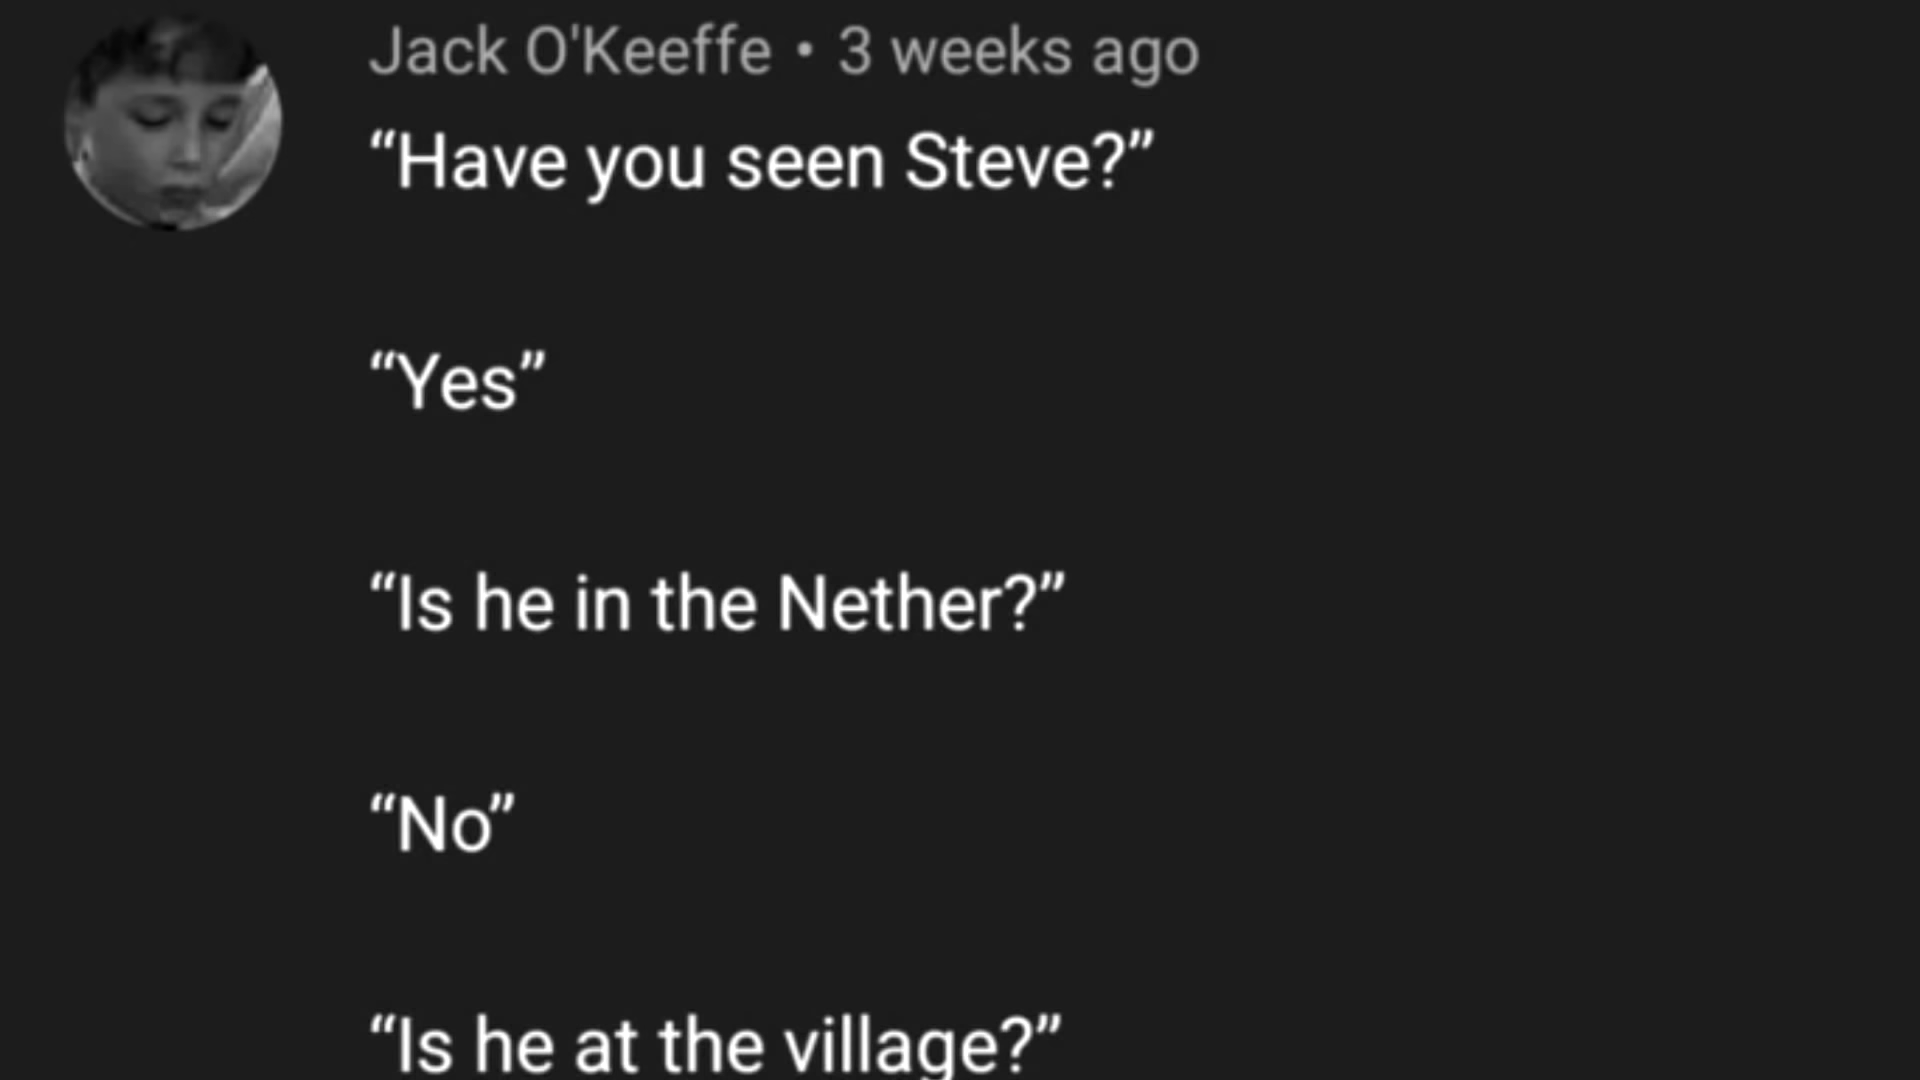 Jack O'Keeffe • 3 weeks ago
“Have you seen Steve?”
“Yes”
“Is he in the Nether?”
“No”
“Is he at the village?”